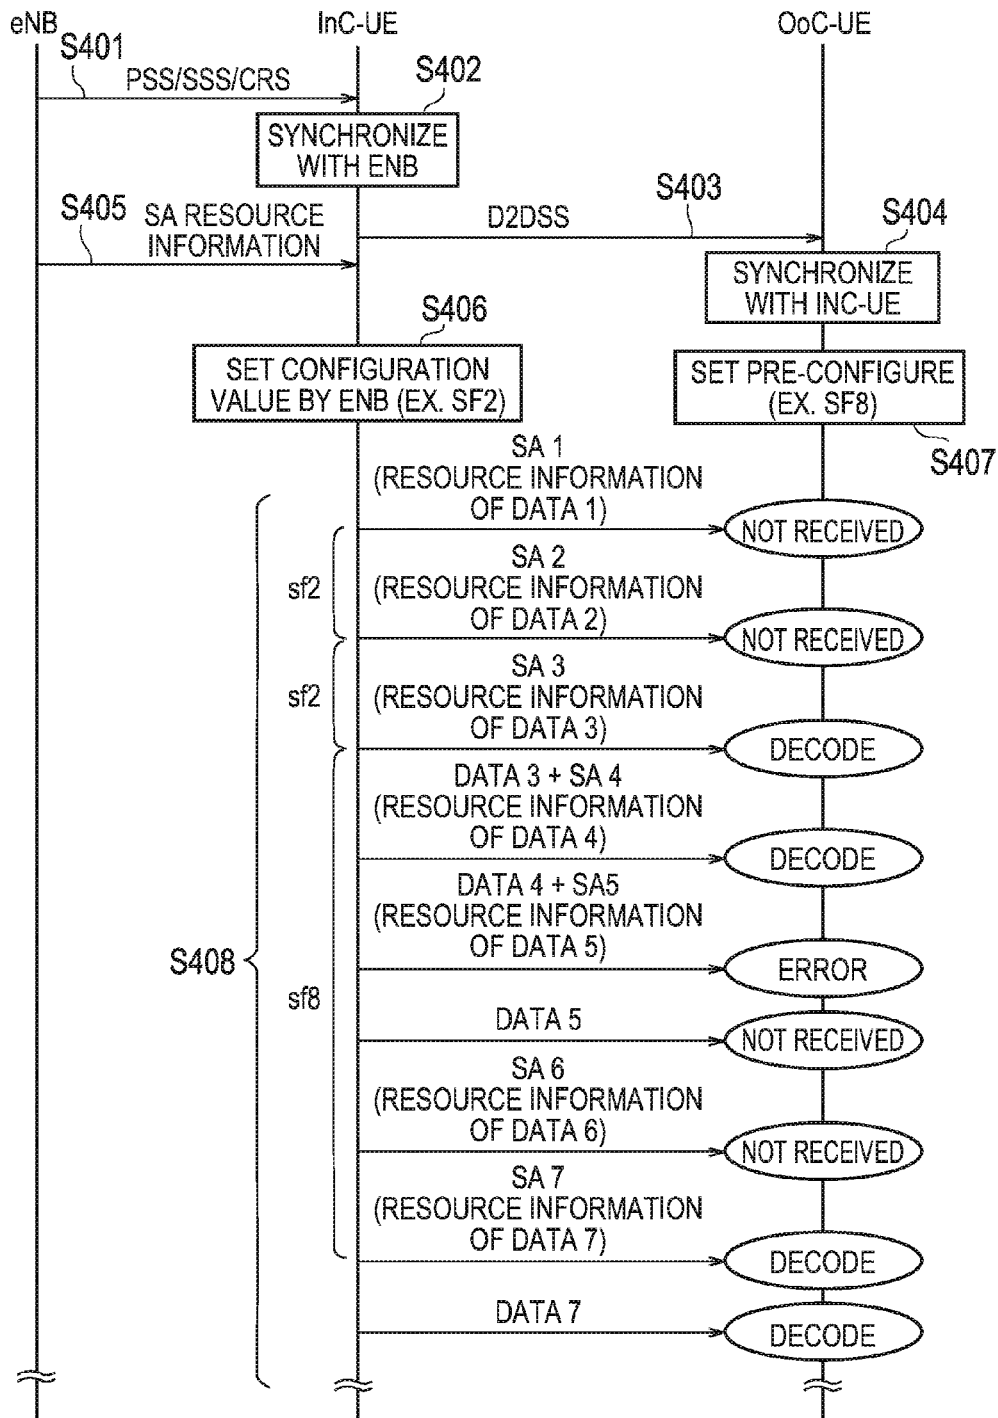 eNB
InC-UE
OoC-UE
S401
PSS/SSS/CRS
S402
SYNCHRONIZE
WITH ENB
S405
SA RESOURCE
INFORMATION
S403
D2DSS
S404
SYNCHRONIZE
WITH INC-UE
S406
SET CONFIGURATION
VALUE BY ENB (EX. SF2)
SET PRE-CONFIGURE
(EX. SF8)
S407
SA 1
(RESOURCE INFORMATION
OF DATA 1)
NOT RECEIVED
sf2
SA 2
(RESOURCE INFORMATION
OF DATA 2)
NOT RECEIVED
sf2
SA 3
(RESOURCE INFORMATION
OF DATA 3)
DECODE
DATA 3 + SA 4
(RESOURCE INFORMATION
OF DATA 4)
DECODE
DATA 4 + SA5
(RESOURCE INFORMATION
OF DATA 5)
ERROR
S408
sf8
DATA 5
NOT RECEIVED
SA 6
(RESOURCE INFORMATION
OF DATA 6)
NOT RECEIVED
SA 7
(RESOURCE INFORMATION
OF DATA 7)
DECODE
DATA 7
DECODE